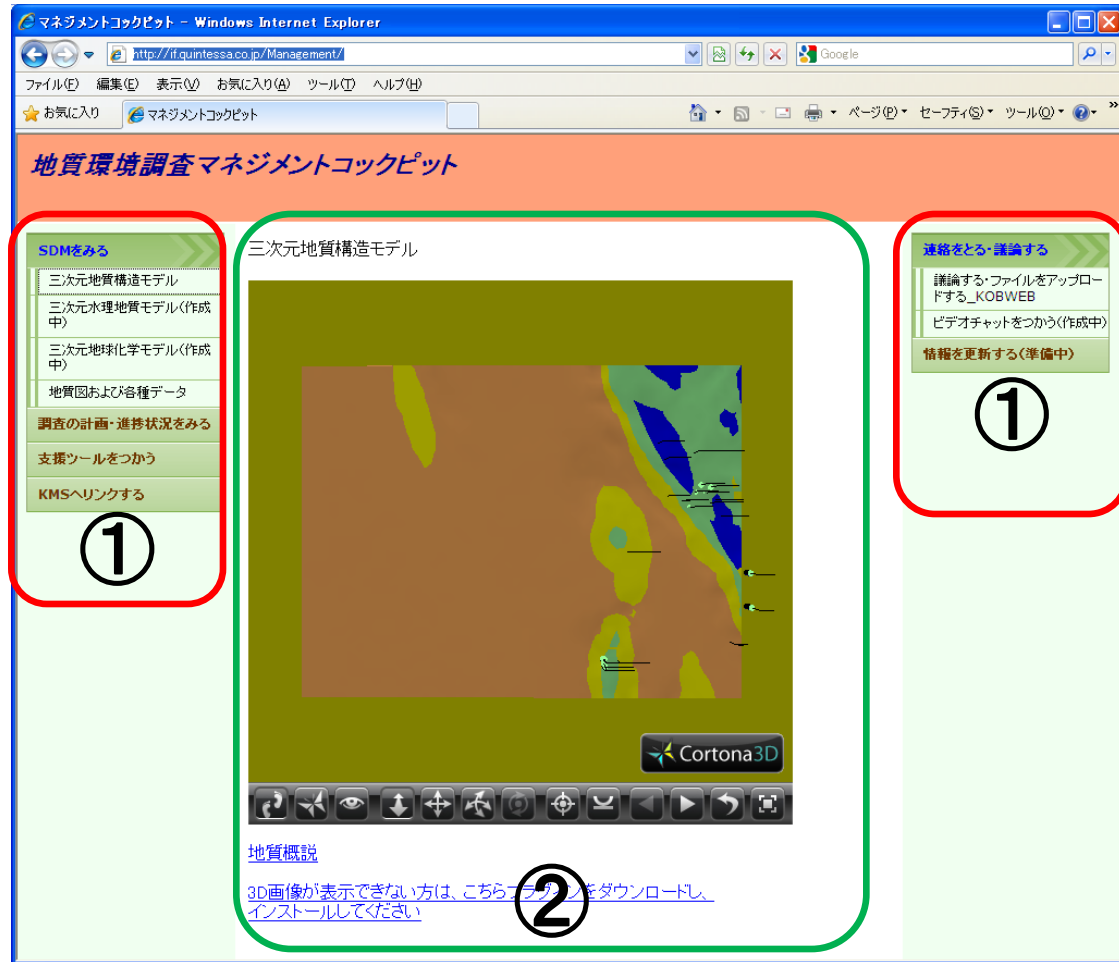 マネジメントコックピット - Windows Internet Explorer
http://if.quintessa.co.jp/Management/
Google
ファイル(F) 編集(E) 表示(V) お気に入り(A) ツール(T) ヘルプ(H)
お気に入り マネジメントコックピット ページ(P) セーフティ(S) ツール(O)
地質環境調査マネジメントコックピット
SDMをみる
三次元地質構造モデル
三次元水理地質モデル(作成
中)
三次元地球化学モデル(作成
中)
地質図および各種データ
調査の計画・進捗状況をみる
支援ツールをつかう
KMSへリンクする
①
三次元地質構造モデル
Cortona3D
地質概説
3D画像が表示できない方は、こちらプラグインをダウンロードし、
インストールしてください
②
連絡をとる・議論する
議論する・ファイルをアップロー
ドする_KOBWEB
ビデオチャットをつかう(作成中)
情報を更新する(準備中)
①